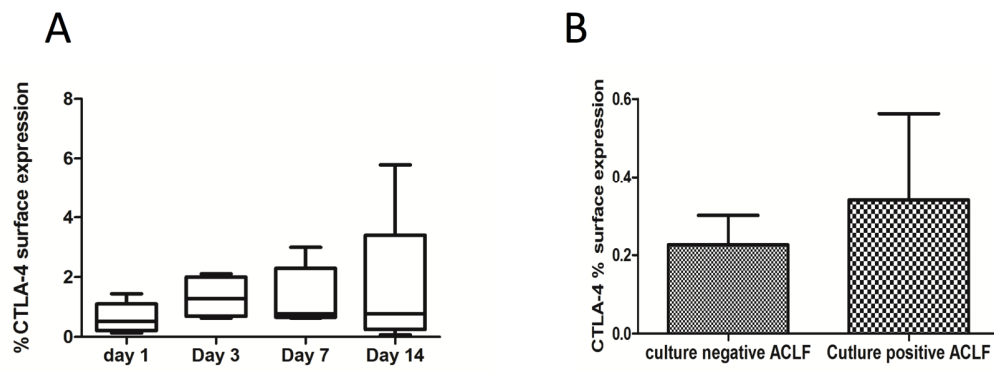 A
B
%CTLA-4 surface expression
8
6
4
2
0
day 1 Day 3 Day 7 Day 14
CTLA-4 % surface expression
0.6
0.4
0.2
0.0
culture negative ACLF Cutlure positive ACLF